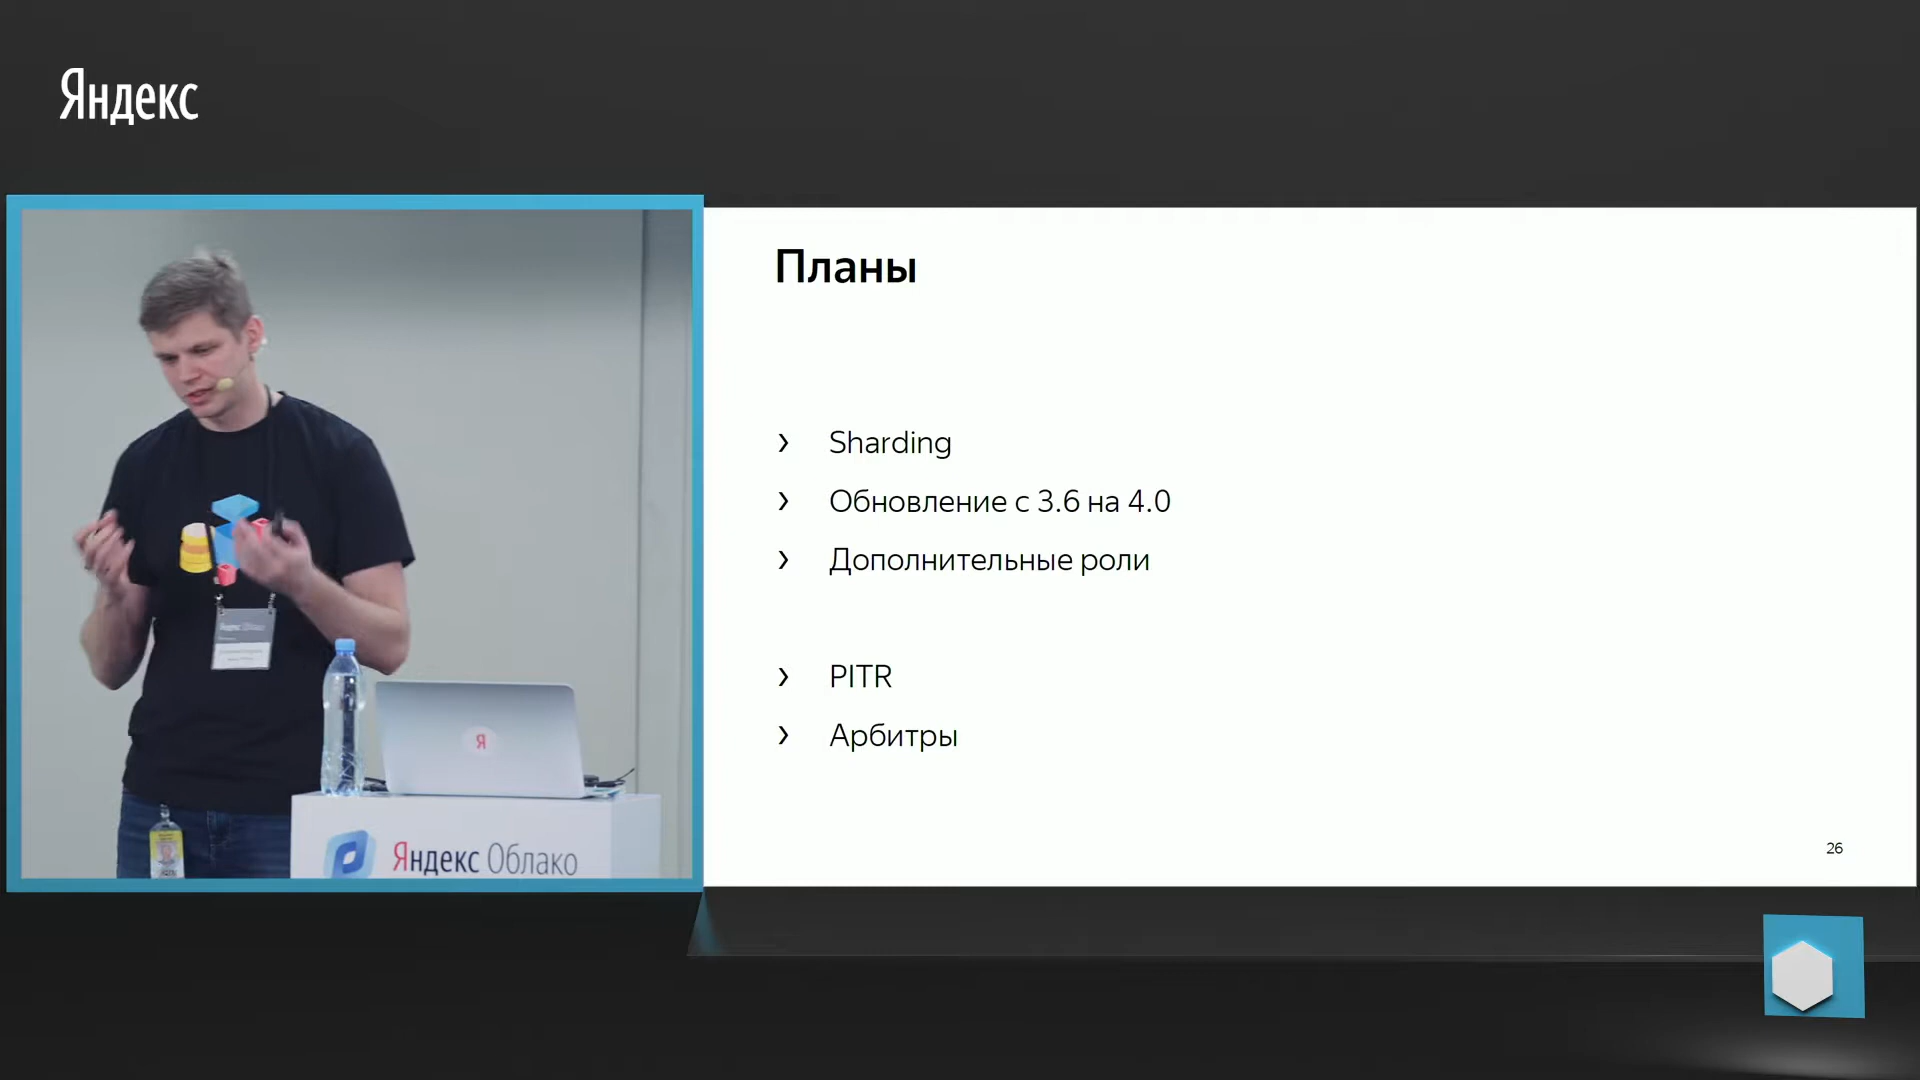 Яндекс
Планы
› Sharding
› Обновление с 3.6 на 4.0
› Дополнительные роли
› PITR
› Арбитры
26
Я
Яндекс Облако